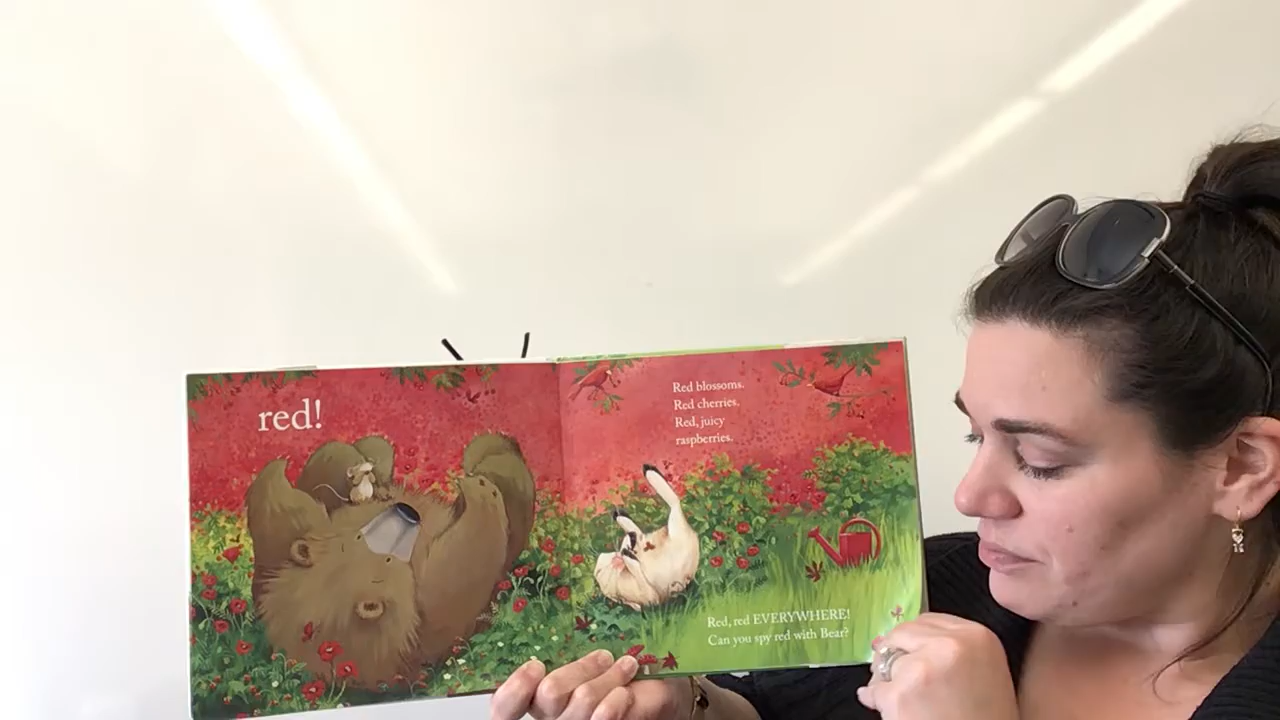 red!
Red blossoms.
Red cherries.
Red, juicy
raspberries.
Red, red EVERYWHERE!
Can you spy red with Bear?